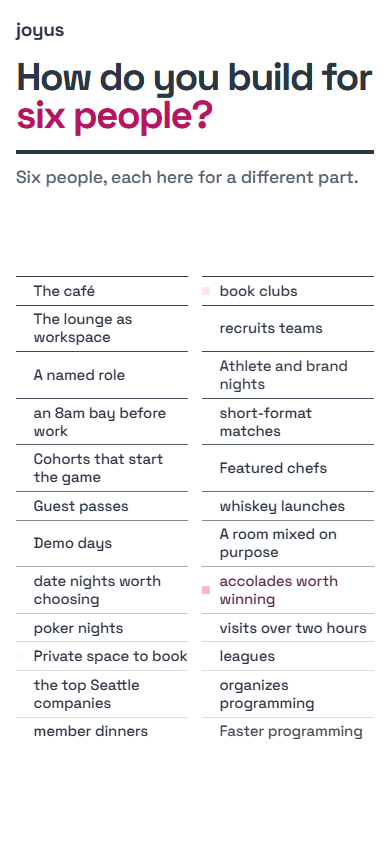 joyus
How do you build for
six people?
Six people, each here for a different part.
The café
The lounge as
workspace
A named role
an 8am bay before
work
Cohorts that start
the game
Guest passes
Demo days
date nights worth
choosing
poker nights
Private space to book
the top Seattle
companies
member dinners
book clubs
recruits teams
Athlete and brand
nights
short-format
matches
Featured chefs
whiskey launches
A room mixed on
purpose
accolades worth
winning
visits over two hours
leagues
organizes
programming
Faster programming